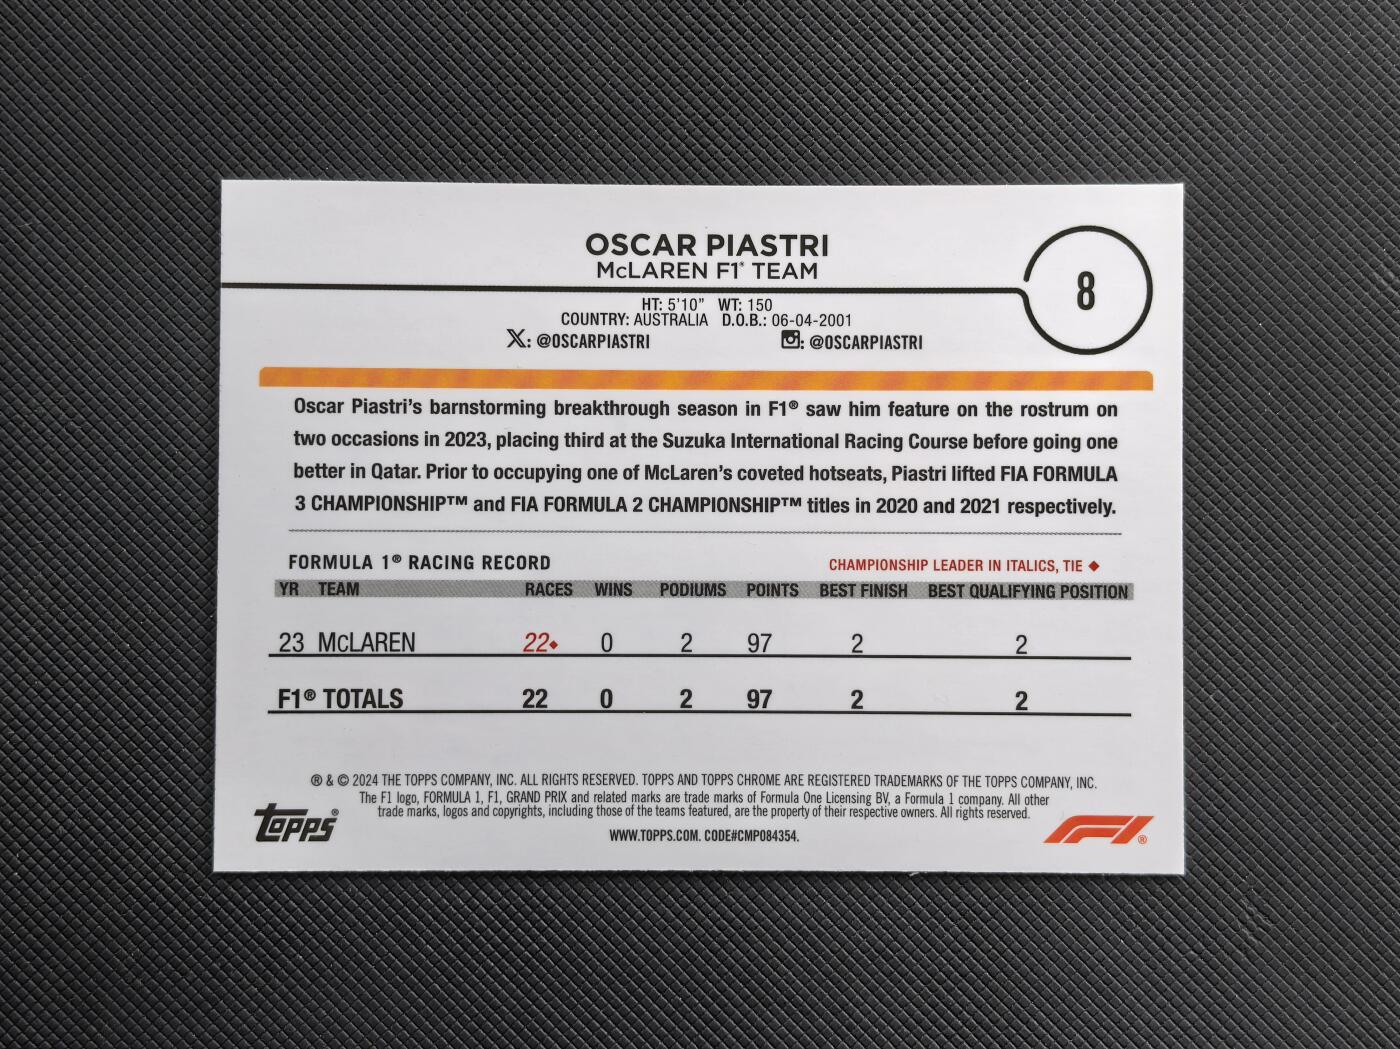 OSCAR PIASTRI
McLAREN F1® TEAM
8
HT: 5'10" WT: 150
COUNTRY: AUSTRALIA D.O.B.: 06-04-2001
X: @OSCARPIASTRI : @OSCARPIASTRI
Oscar Piastri's barnstorming breakthrough season in F1® saw him feature on the rostrum on
two occasions in 2023, placing third at the Suzuka International Racing Course before going one
better in Qatar. Prior to occupying one of McLaren's coveted hotseats, Piastri lifted FIA FORMULA
3 CHAMPIONSHIP™ and FIA FORMULA 2 CHAMPIONSHIP™ titles in 2020 and 2021 respectively.
FORMULA 1® RACING RECORD CHAMPIONSHIP LEADER IN ITALICS, TIE ◆
YR TEAM RACES WINS PODIUMS POINTS BEST FINISH BEST QUALIFYING POSITION
23 McLAREN 22◆ 0 2 97 2 2
F1® TOTALS 22 0 2 97 2 2
® & © 2024 THE TOPPS COMPANY, INC. ALL RIGHTS RESERVED. TOPPS AND TOPPS CHROME ARE REGISTERED TRADEMARKS OF THE TOPPS COMPANY, INC.
The F1 logo, FORMULA 1, F1, GRAND PRIX and related marks are trade marks of Formula One Licensing BV, a Formula 1 company. All other
trade marks, logos and copyrights, including those of the teams featured, are the property of their respective owners. All rights reserved.
WWW.TOPPS.COM. CODE#CMP084354.
Topps®
F1®